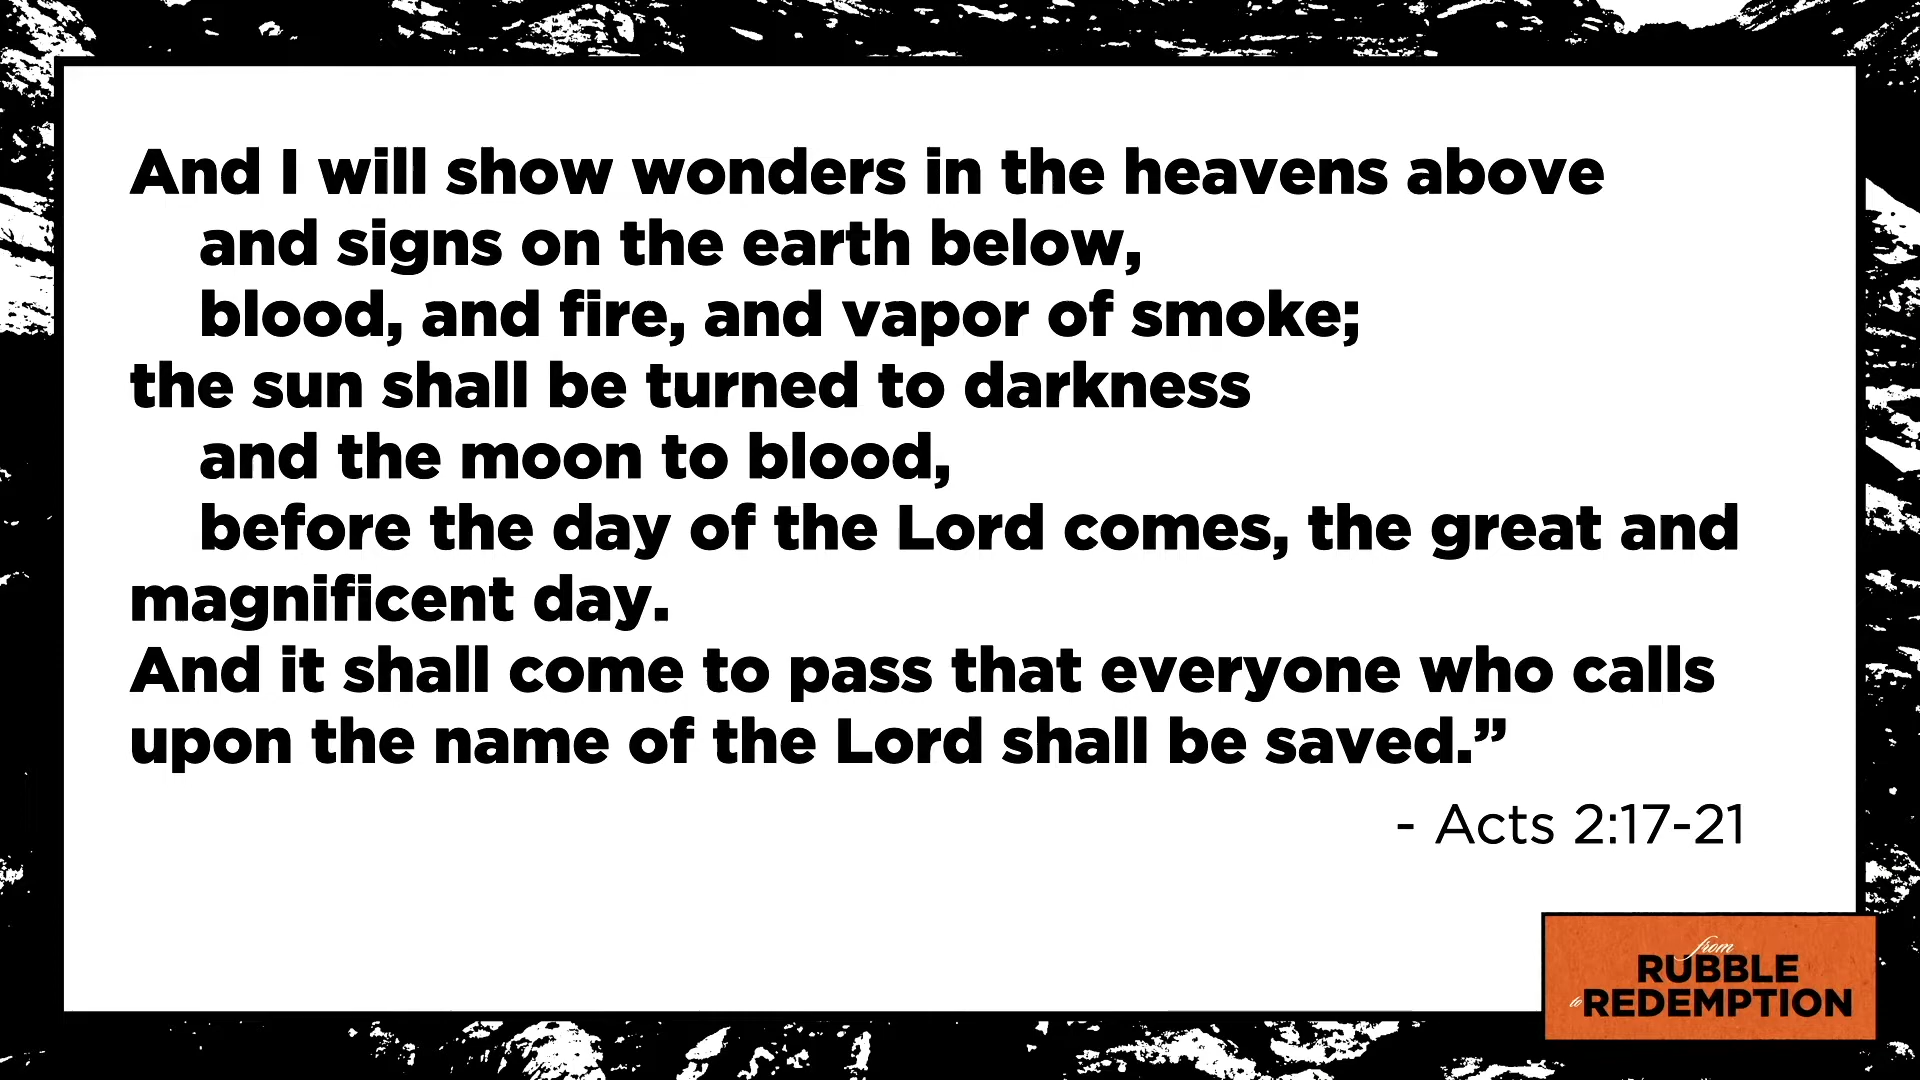 And I will show wonders in the heavens above
and signs on the earth below,
blood, and fire, and vapor of smoke;
the sun shall be turned to darkness
and the moon to blood,
before the day of the Lord comes, the great and
magnificent day.
And it shall come to pass that everyone who calls
upon the name of the Lord shall be saved.”
- Acts 2:17-21
from
RUBBLE
to REDEMPTION